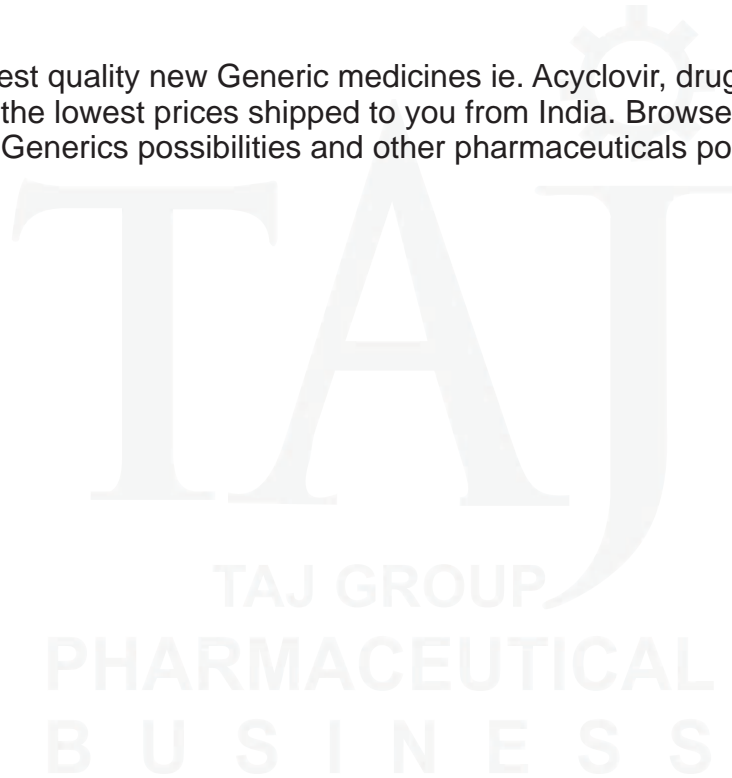 est quality new Generic medicines ie. Acyclovir, drug
the lowest prices shipped to you from India. Browse
Generics possibilities and other pharmaceuticals po
TAJ
TAJ GROUP
PHARMACEUTICAL
BUSINESS